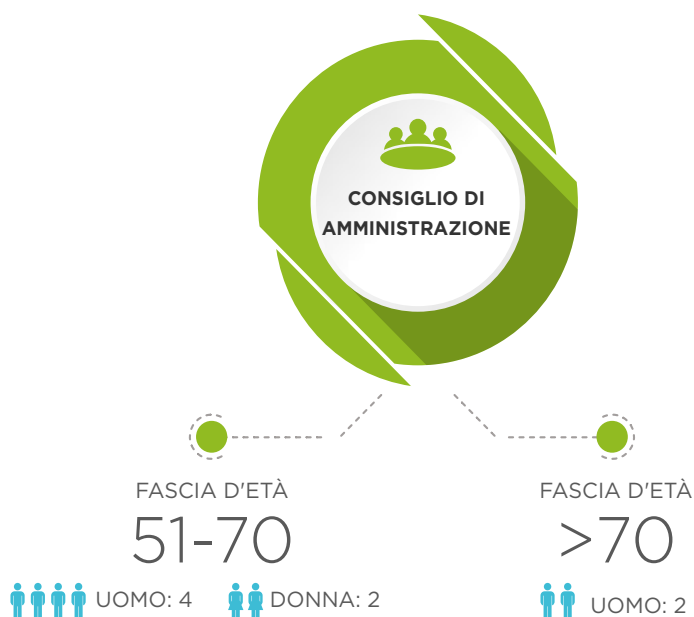 CONSIGLIO DI
AMMINISTRAZIONE
FASCIA D'ETÀ
51-70
UOMO: 4
DONNA: 2
FASCIA D'ETÀ
>70
UOMO: 2